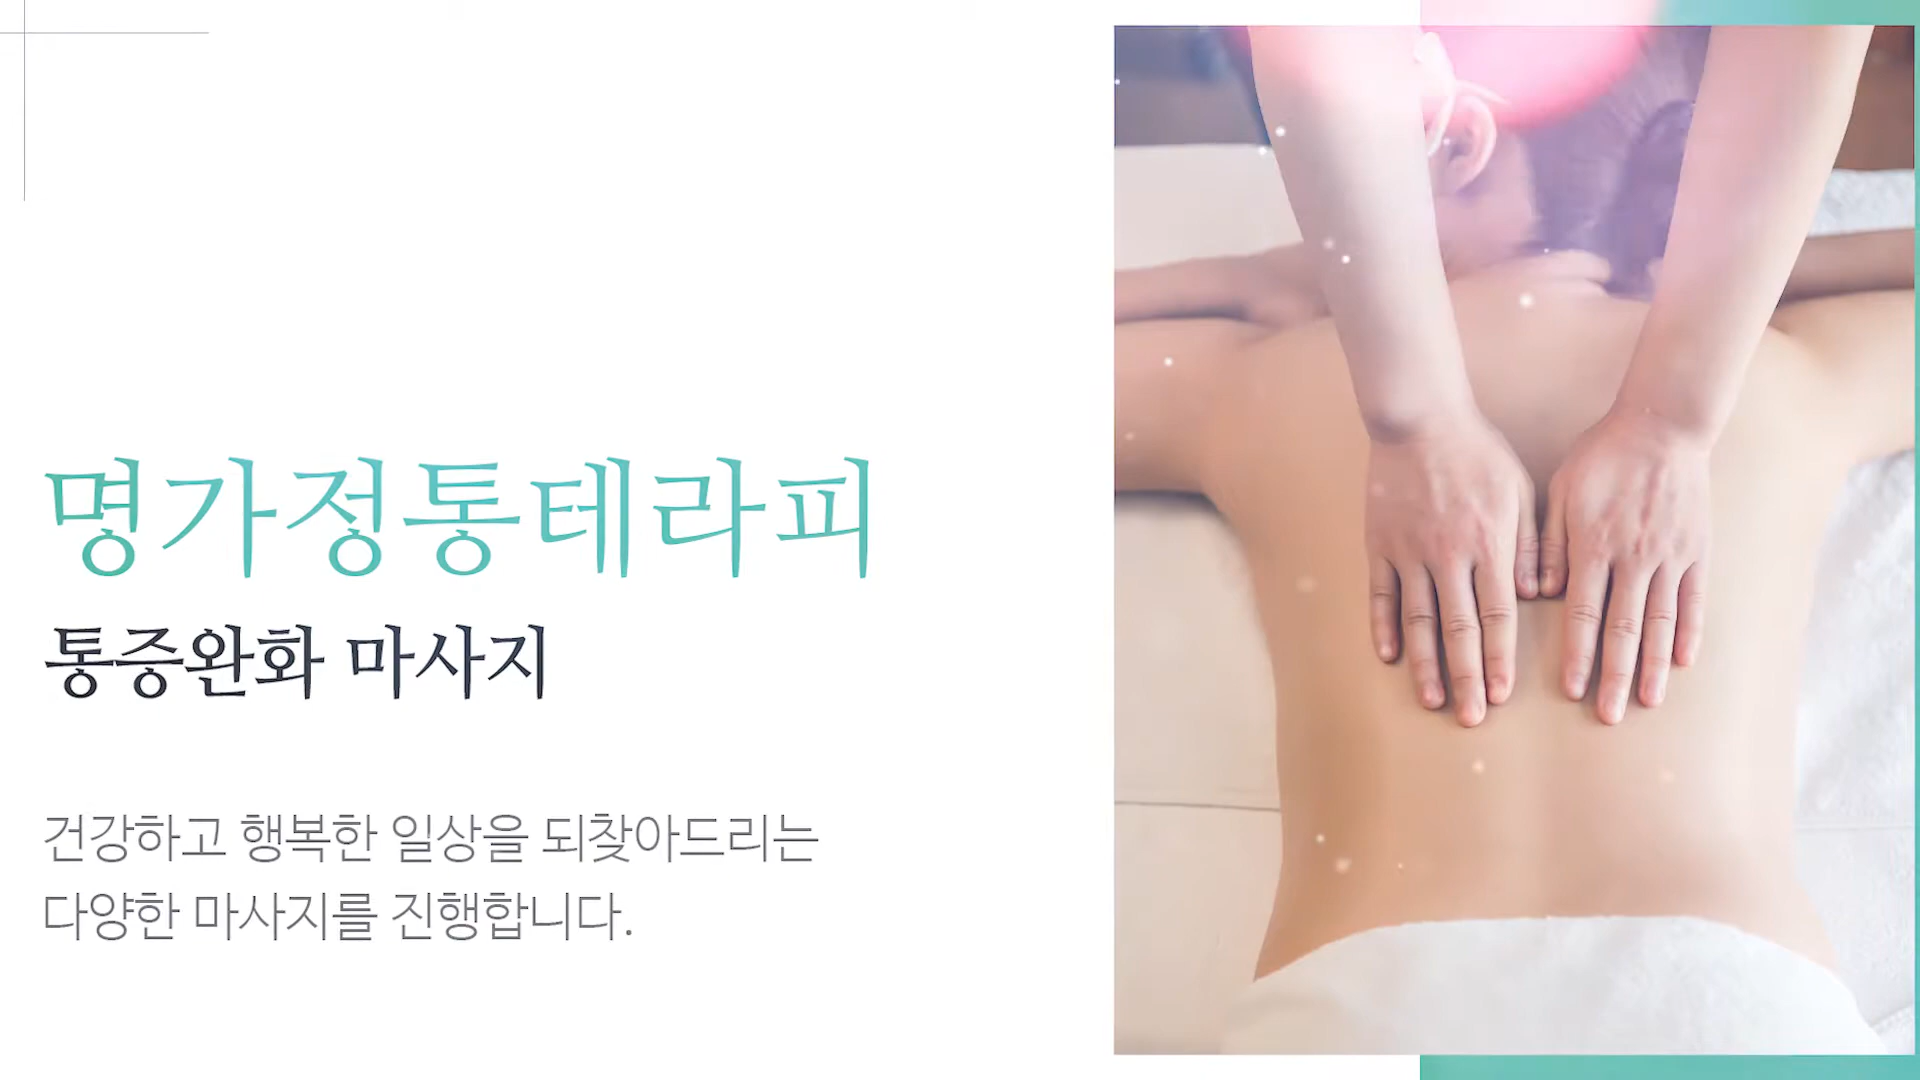 명가정통테라피
통증완화 마사지
건강하고 행복한 일상을 되찾아드리는
다양한 마사지를 진행합니다.